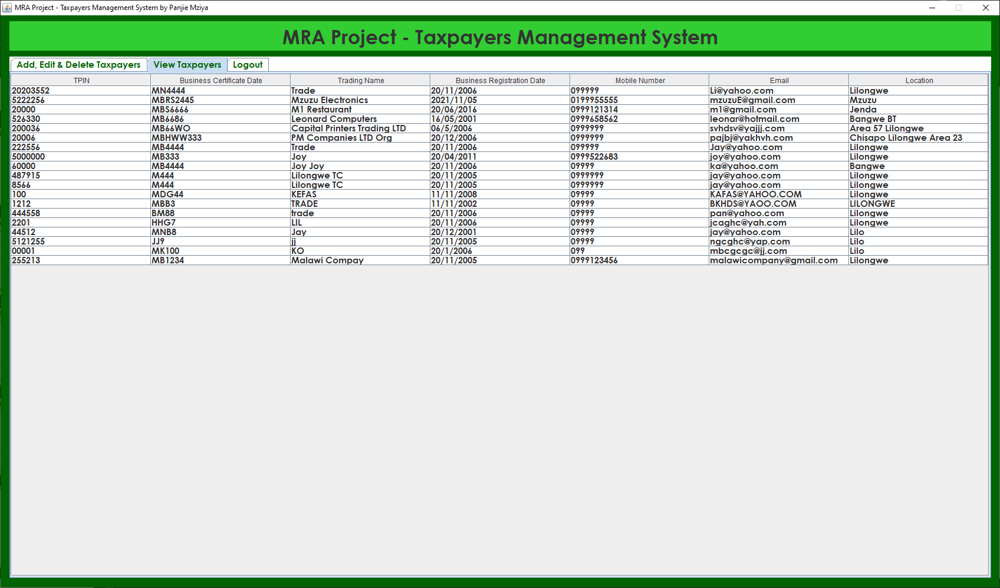 MRA Project - Taxpayers Management System by Panjie Mziya
MRA Project - Taxpayers Management System
Add, Edit & Delete Taxpayers View Taxpayers Logout
TPIN Business Certificate Date Trading Name Business Registration Date Mobile Number Email Location
20203552 MN4444 Trade 20/11/2006 099999 Li@yahoo.com Lilongwe
5222256 MBRS2445 Mzuzu Electronics 2021/11/05 0199955555 mzuzuE@gmail.com Mzuzu
20000 MBS6666 M1 Restaurant 20/06/2016 0999121314 m1@gmail.com Jenda
526330 MB6686 Leonard Computers 16/05/2001 0999658562 leonar@hotmail.com Bangwe BT
200036 MB66WO Capital Printers Trading LTD 06/5/2006 0999999 svhdsv@yajjj.com Area 57 Lilongwe
20006 MBHWW333 PM Companies LTD Org 20/12/2006 0999999 pajbj@yakhvh.com Chisapo Lilongwe Area 23
222556 MB4444 Trade 20/11/2006 099999 Jay@yahoo.com Lilongwe
5000000 MB333 Joy 20/04/2011 0999522683 joy@yahoo.com Lilongwe
60000 MB4444 Joy Joy 20/11/2006 09999 ka@yahoo.com Bangwe
487915 M444 Lilongwe TC 20/11/2005 0999999 jay@yahoo.com Lilongwe
8566 M444 Lilongwe TC 20/11/2005 0999999 jay@yahoo.com Lilongwe
100 MDG44 KEFAS 11/11/2008 09999 KAFAS@YAHOO.COM Lilongwe
1212 MBB3 TRADE 11/11/2002 09999 BKHDS@YAOO.COM LILONGWE
444558 BM88 trade 20/11/2006 09999 pan@yahoo.com Lilongwe
2201 HHG7 LIL 20/11/2006 09999 jcaghc@yah.com Lilongwe
44512 MNB8 Jay 20/12/2001 09999 jay@yahoo.com Lilo
5121255 JJ9 jj 20/11/2005 09999 ngcghc@yap.com Lilo
00001 MK100 KO 20/1/2006 099 mbcgcgc@jj.com Lilo
255213 MB1234 Malawi Compay 20/11/2005 0999123456 malawicompany@gmail.com Lilongwe